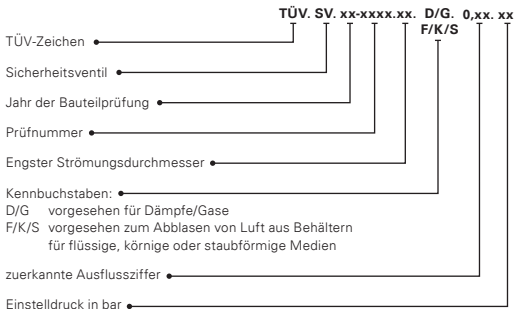 TÜV. SV. xx-xxxx.xx. D/G. 0,xx. xx
F/K/S
TÜV-Zeichen
Sicherheitsventil
Jahr der Bauteilprüfung
Prüfnummer
Engster Strömungsdurchmesser
Kennbuchstaben:
D/G vorgesehen für Dämpfe/Gase
F/K/S vorgesehen zum Abblasen von Luft aus Behältern
für flüssige, körnige oder staubförmige Medien
zuerkannte Ausflussziffer
Einstelldruck in bar